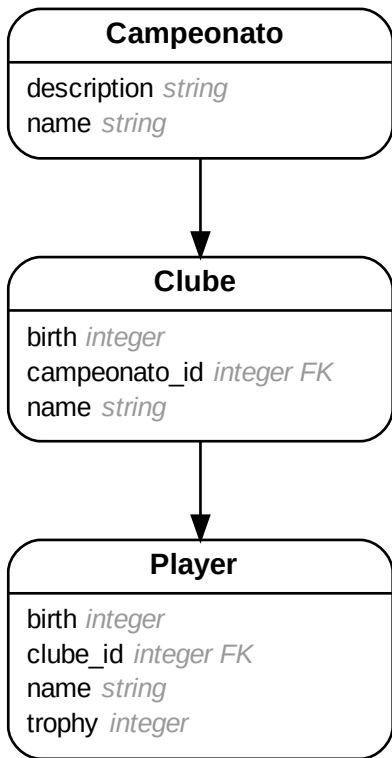 Campeonato
description string
name string
Clube
birth integer
campeonato_id integer FK
name string
Player
birth integer
clube_id integer FK
name string
trophy integer